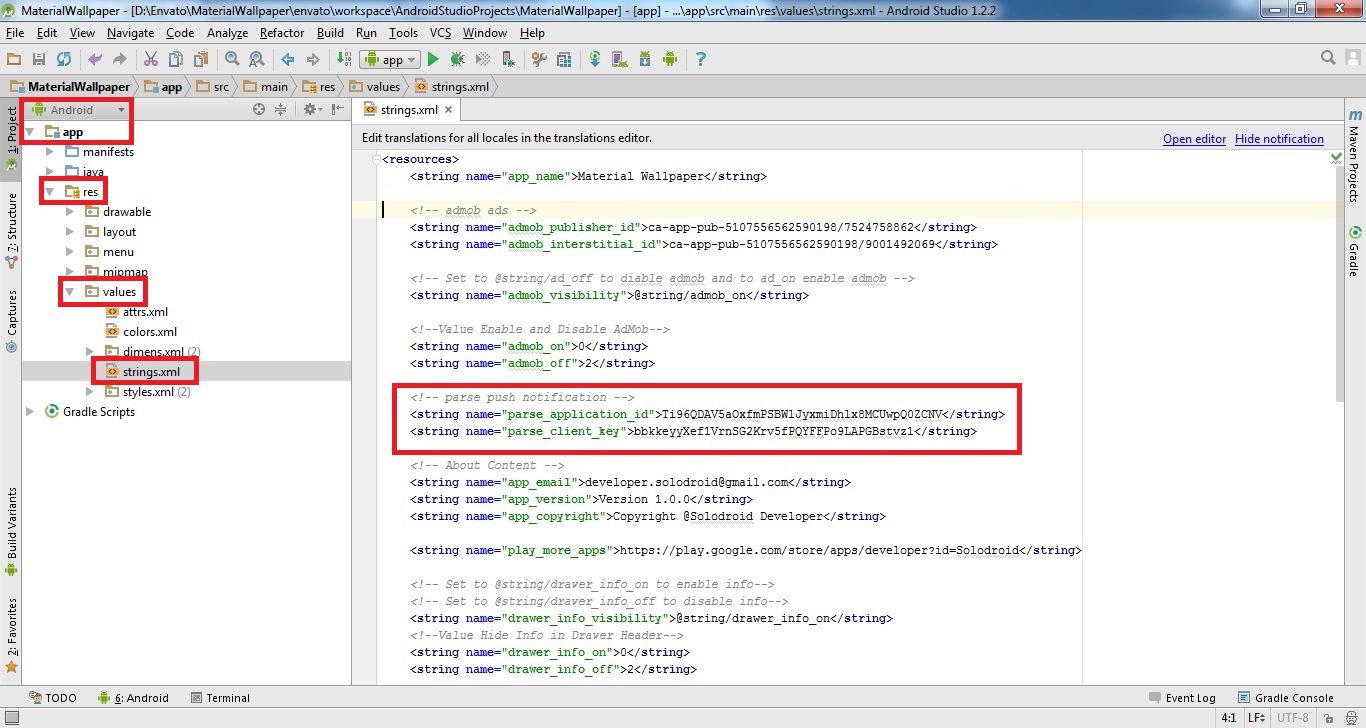 MaterialWallpaper - [D:\Envato\MaterialWallpaper\envato\workspace\AndroidStudioProjects\MaterialWallpaper] - [app] - ...\app\src\main\res\values\strings.xml - Android Studio 1.2.2
File Edit View Navigate Code Analyze Refactor Build Run Tools VCS Window Help
app
MaterialWallpaper app src main res values strings.xml
1: Project
7: Structure
Captures
Build Variants
2: Favorites
Android
app
manifests
java
res
drawable
layout
menu
mipmap
values
attrs.xml
colors.xml
dimens.xml (2)
strings.xml
styles.xml (2)
Gradle Scripts
strings.xml
Edit translations for all locales in the translations editor. Open editor Hide notification
<resources>
<string name="app_name">Material Wallpaper</string>
<!-- admob ads -->
<string name="admob_publisher_id">ca-app-pub-5107556562590198/7524758862</string>
<string name="admob_interstitial_id">ca-app-pub-5107556562590198/9001492069</string>
<!-- Set to @string/ad_off to diable admob and to ad_on enable admob -->
<string name="admob_visibility">@string/admob_on</string>
<!--Value Enable and Disable AdMob-->
<string name="admob_on">0</string>
<string name="admob_off">2</string>
<!-- parse push notification -->
<string name="parse_application_id">Ti96QDAV5aOxfmPSBWlJyxmiDhlx8MCUwpQ0ZCNV</string>
<string name="parse_client_key">bbkkeyyXef1VrnSG2Krv5fPQYFFPo9LAPGBstvz1</string>
<!-- About Content -->
<string name="app_email">developer.solodroid@gmail.com</string>
<string name="app_version">Version 1.0.0</string>
<string name="app_copyright">Copyright @Solodroid Developer</string>
<string name="play_more_apps">https://play.google.com/store/apps/developer?id=Solodroid</string>
<!-- Set to @string/drawer_info_on to enable info-->
<!-- Set to @string/drawer_info_off to disable info-->
<string name="drawer_info_visibility">@string/drawer_info_on</string>
<!--Value Hide Info in Drawer Header-->
<string name="drawer_info_on">0</string>
<string name="drawer_info_off">2</string>
m
Maven Projects
Gradle
TODO 6: Android Terminal Event Log Gradle Console
4:1 LF UTF-8